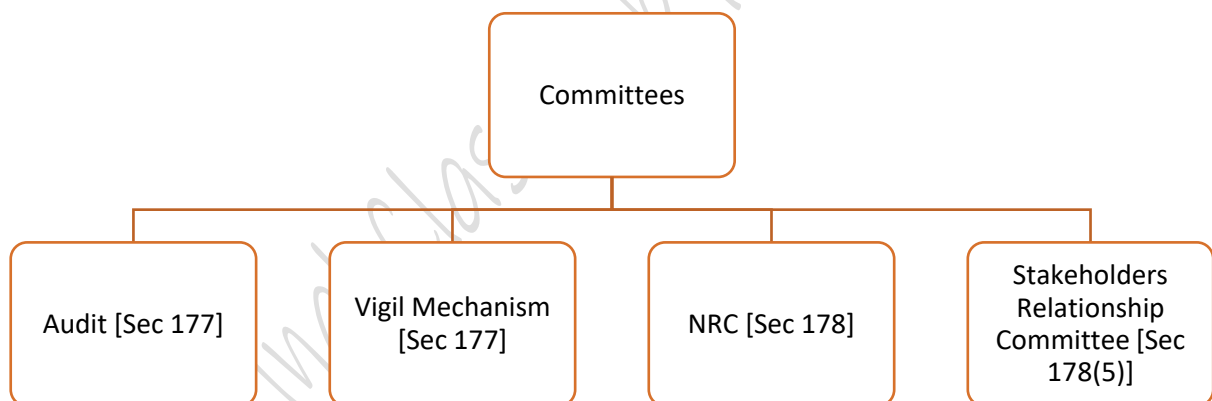 Committees
Audit [Sec 177]
Vigil Mechanism
[Sec 177]
NRC [Sec 178]
Stakeholders
Relationship
Committee [Sec
178(5)]